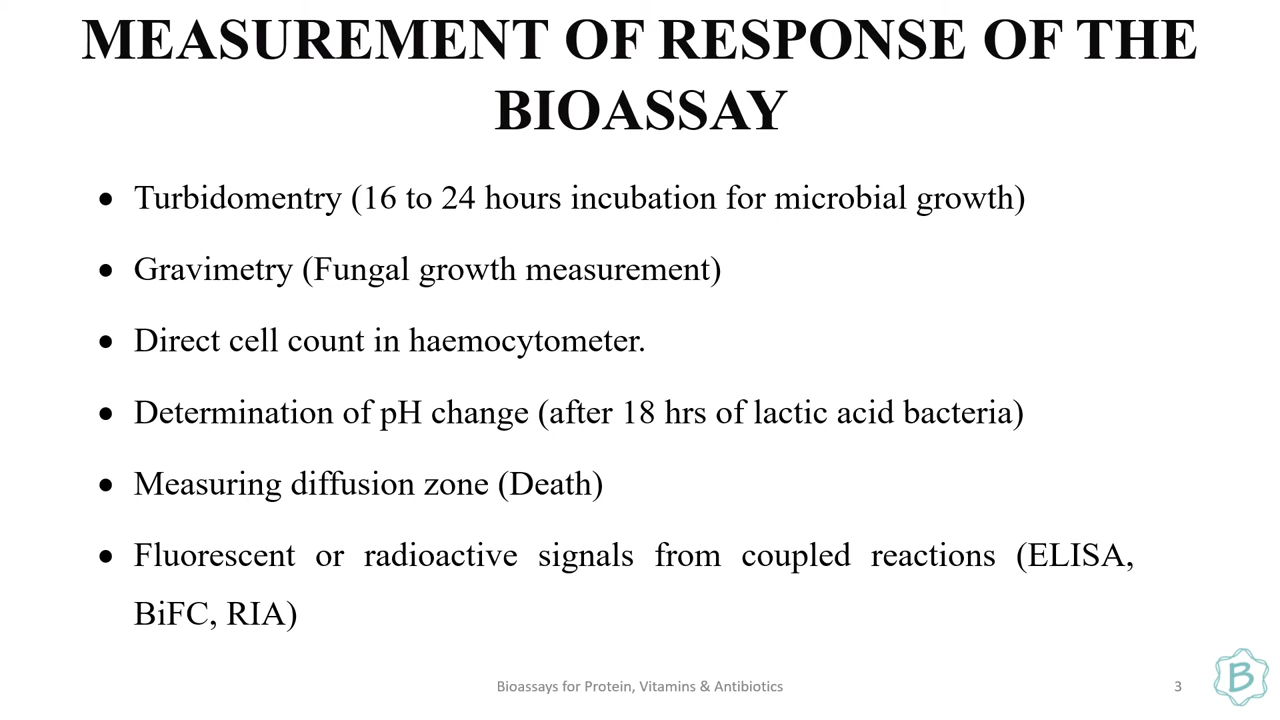 MEASUREMENT OF RESPONSE OF THE
BIOASSAY
• Turbidomentry (16 to 24 hours incubation for microbial growth)
• Gravimetry (Fungal growth measurement)
• Direct cell count in haemocytometer.
• Determination of pH change (after 18 hrs of lactic acid bacteria)
• Measuring diffusion zone (Death)
• Fluorescent or radioactive signals from coupled reactions (ELISA,
BiFC, RIA)
Bioassays for Protein, Vitamins & Antibiotics
3
B